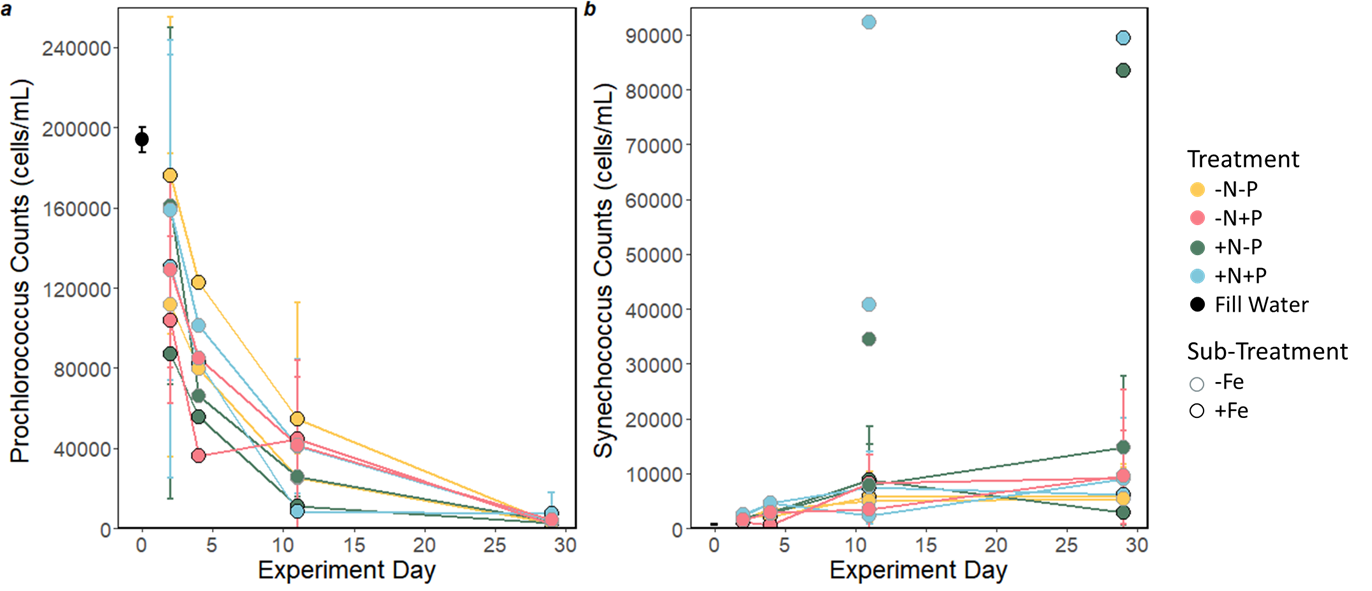 a
Prochlorococcus Counts (cells/mL)
240000
200000
160000
120000
80000
40000
0
0 5 10 15 20 25 30
Experiment Day
b
Synechococcus Counts (cells/mL)
90000
80000
70000
60000
50000
40000
30000
20000
10000
0
0 5 10 15 20 25 30
Experiment Day
Treatment
-N-P
-N+P
+N-P
+N+P
Fill Water
Sub-Treatment
-Fe
+Fe